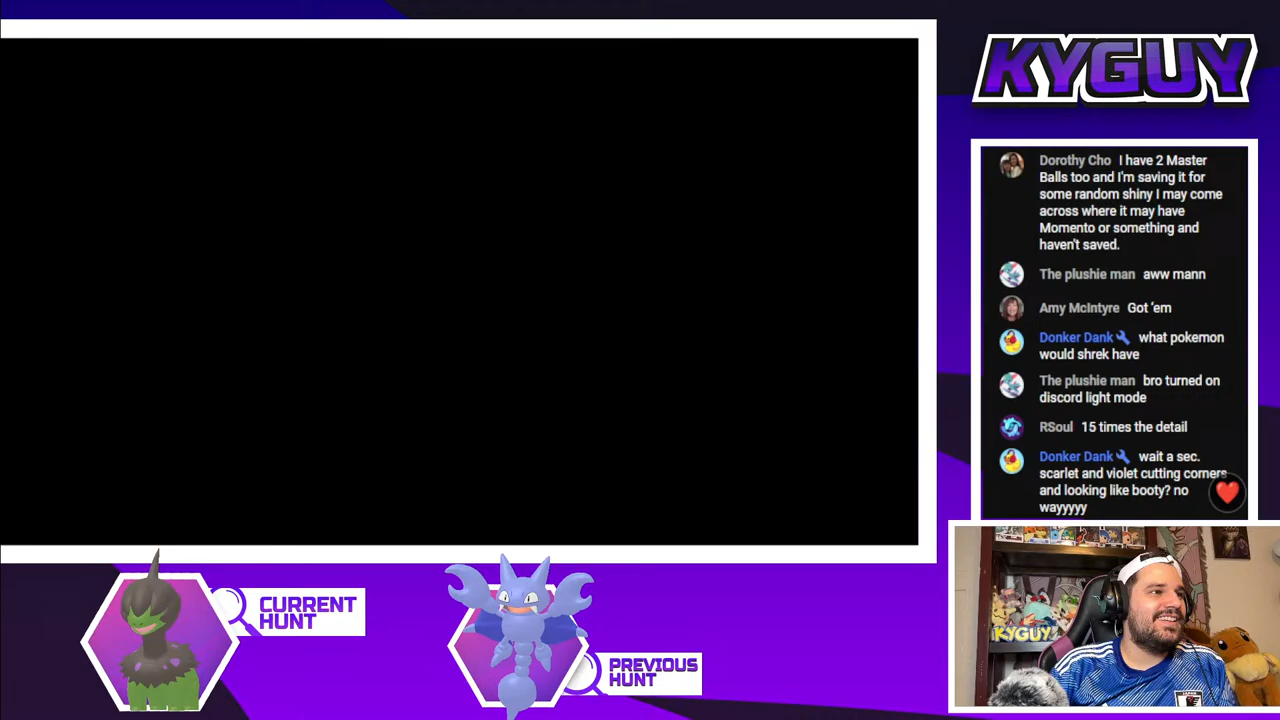 KYGUY
Dorothy Cho I have 2 Master
Balls too and I'm saving it for
some random shiny I may come
across where it may have
Momento or something and
haven't saved.
The plushie man aww mann
Amy McIntyre Got 'em
Donker Dank what pokemon
would shrek have
The plushie man bro turned on
discord light mode
RSoul 15 times the detail
Donker Dank wait a sec.
scarlet and violet cutting corners
and looking like booty? no
wayyyyy
CURRENT
HUNT
PREVIOUS
HUNT
KYGUY
JAPAN